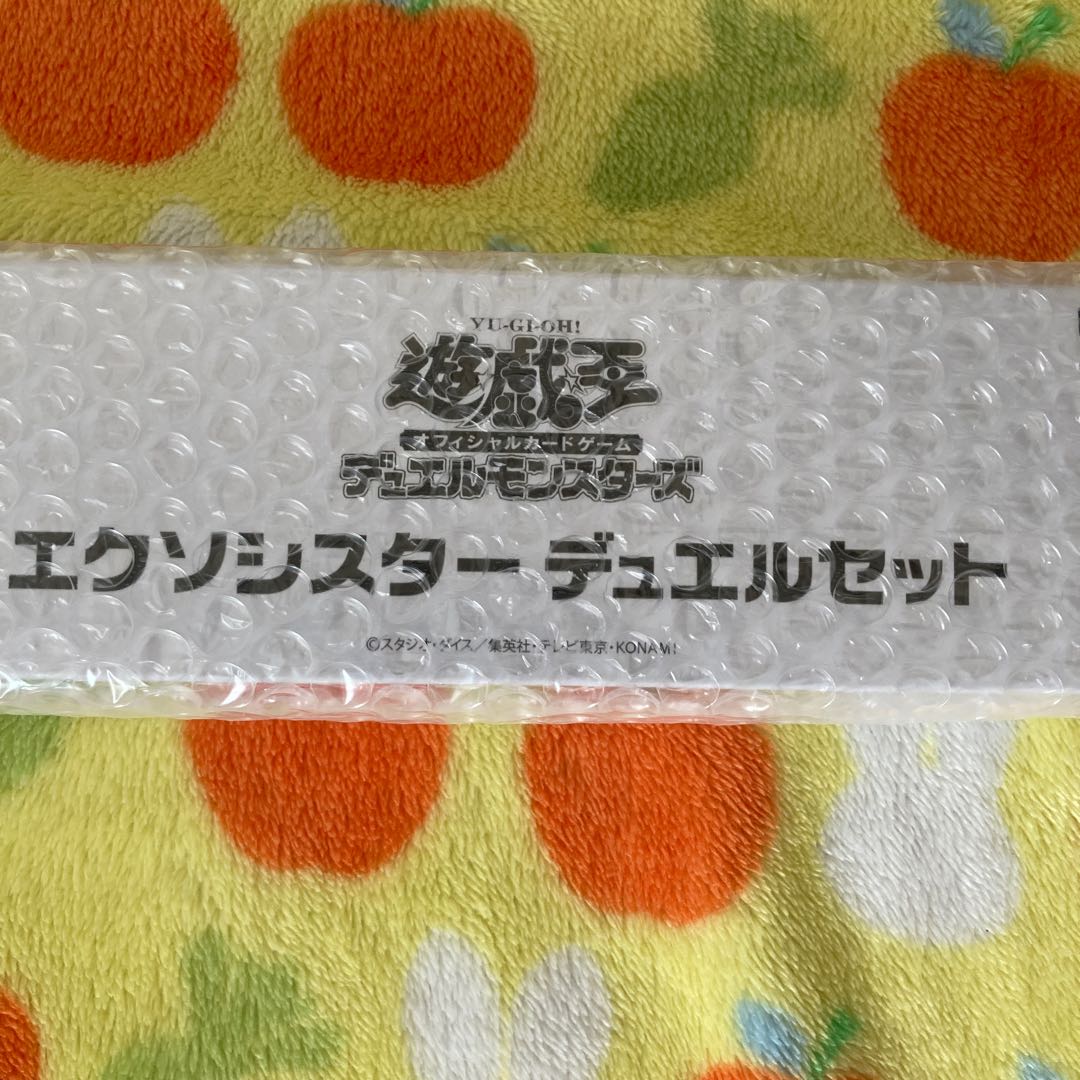 YU-GI-OH!
遊戯王
オフィシャルカードゲーム
デュエルモンスターズ
エクソシスター デュエルセット
©スタジオ・ダイス／集英社・テレビ東京・KONAMI